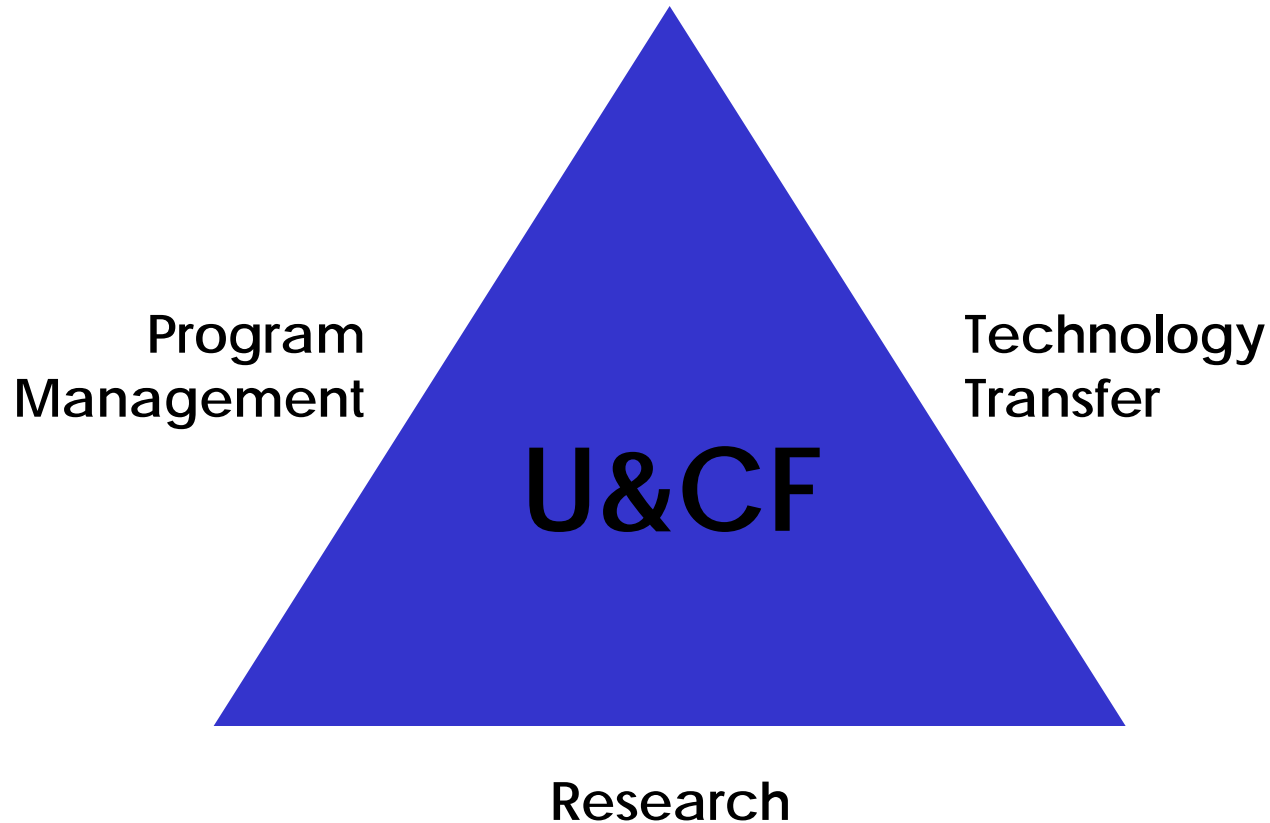 Program
Management
Technology
Transfer
U&CF
Research